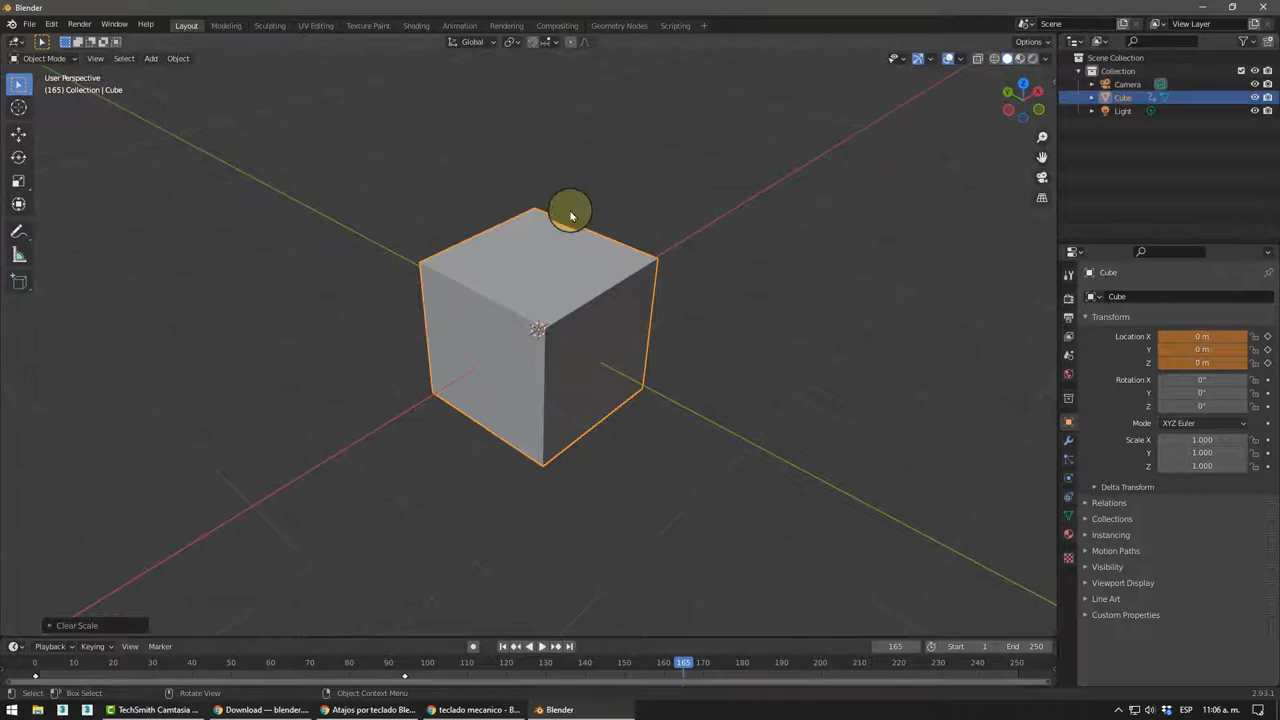 Blender
File Edit Render Window Help Layout Modeling Sculpting UV Editing Texture Paint Shading Animation Rendering Compositing Geometry Nodes Scripting +
Scene
View Layer
Global
Options
Object Mode View Select Add Object
User Perspective
(165) Collection | Cube
Z
Y
X
Scene Collection
Collection
Camera
Cube
Light
Cube
Cube
Transform
Location X 0 m
Y 0 m
Z 0 m
Rotation X 0°
Y 0°
Z 0°
Mode XYZ Euler
Scale X 1.000
Y 1.000
Z 1.000
Delta Transform
Relations
Collections
Instancing
Motion Paths
Visibility
Viewport Display
Line Art
Custom Properties
Clear Scale
Playback Keying View Marker
165 Start 1 End 250
0 10 20 30 40 50 60 70 80 90 100 110 120 130 140 150 165 170 180 190 200 210 220 230 240 250
Select Box Select Rotate View Object Context Menu
2.93.1
TechSmith Camtasia ...
Download — blender....
Atajos por teclado Ble...
teclado mecanico - B...
Blender
ESP
11:06 a. m.